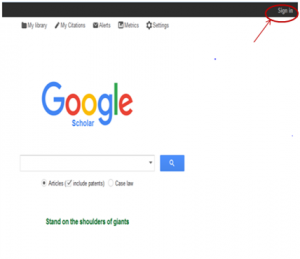 Sign in
My library My Citations Alerts Metrics Settings
Google
Scholar
Articles (✓ include patents) Case law
Stand on the shoulders of giants